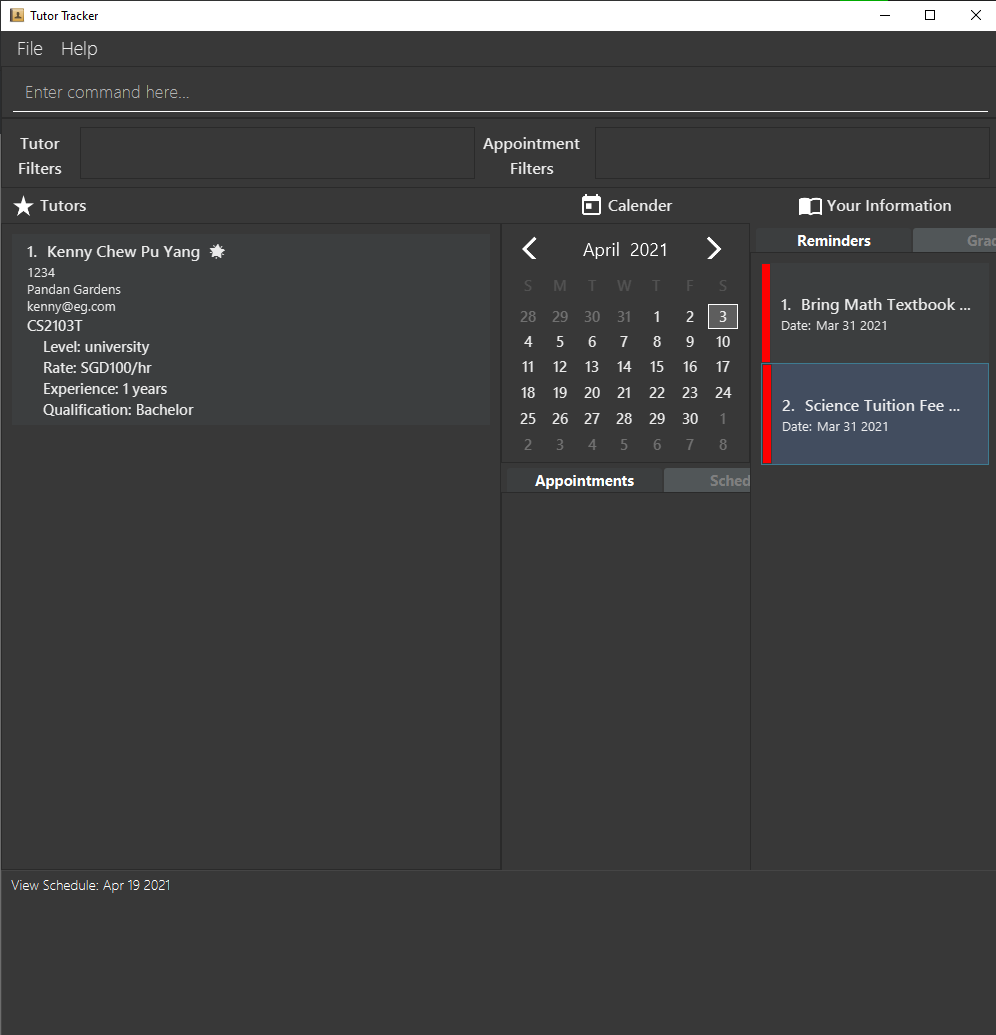 Tutor Tracker
File Help
Enter command here...
Tutor
Filters
Appointment
Filters
Tutors
1. Kenny Chew Pu Yang
1234
Pandan Gardens
kenny@eg.com
CS2103T
Level: university
Rate: SGD100/hr
Experience: 1 years
Qualification: Bachelor
Calender
April 2021
S M T W T F S
28 29 30 31 1 2 3
4 5 6 7 8 9 10
11 12 13 14 15 16 17
18 19 20 21 22 23 24
25 26 27 28 29 30 1
2 3 4 5 6 7 8
Appointments Sched
Your Information
Reminders Grad
1. Bring Math Textbook ...
Date: Mar 31 2021
2. Science Tuition Fee ...
Date: Mar 31 2021
View Schedule: Apr 19 2021